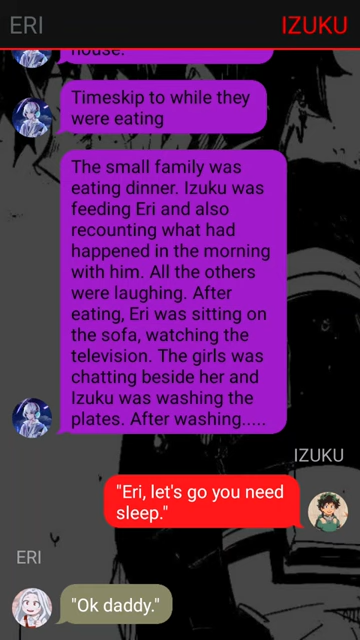 ERI
IZUKU
house.
Timeskip to while they
were eating
The small family was
eating dinner. Izuku was
feeding Eri and also
recounting what had
happened in the morning
with him. All the others
were laughing. After
eating, Eri was sitting on
the sofa, watching the
television. The girls was
chatting beside her and
Izuku was washing the
plates. After washing.....
IZUKU
"Eri, let's go you need
sleep."
ERI
"Ok daddy."